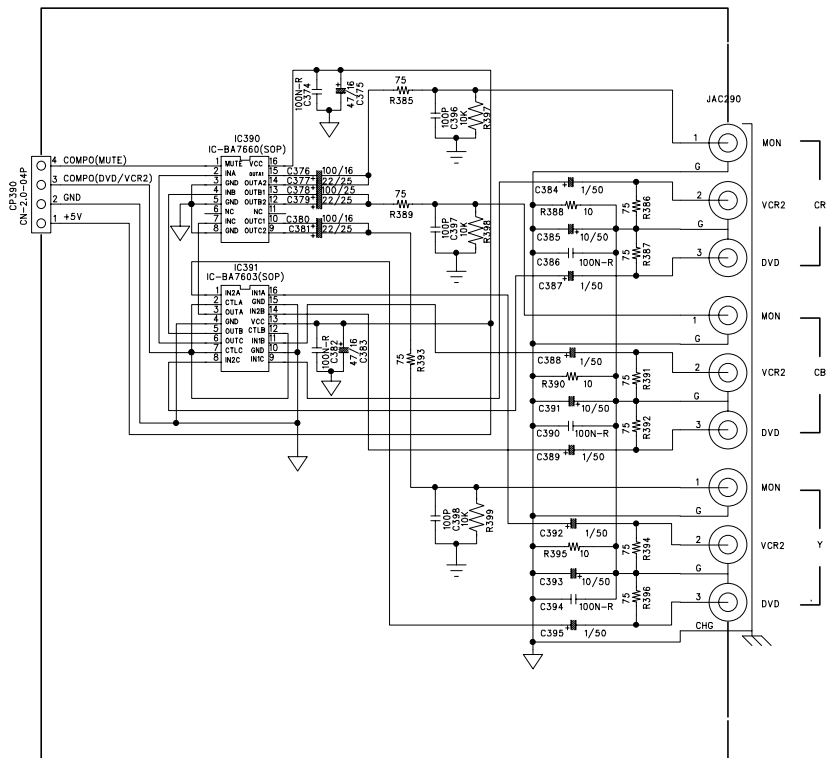 100N-R
C374
47/16
C375
75
R385
100P
C396
10K
R397
JAC290
1
MON
G
IC390
IC-BA7660(SOP)
1 MUTE VCC 16
2 INA OUTA1 15
3 GND OUTA2 14
4 INB OUTB1 13
5 GND OUTB2 12
6 NC NC 11
7 INC OUTC1 10
8 GND OUTC2 9
C376 100/16
C377 + 22/25
C378 100/25
C379 + 22/25
C380 100/16
C381 + 22/25
75
R389
100P
C397
10K
R398
CP390
CN-2.0-04P
4 COMPO(MUTE)
3 COMPO(DVD/VCR2)
2 GND
1 +5V
C384 + 1/50
R388 10
C385 + 10/50
C386 100N-R
C387 + 1/50
75
R386
75
R387
2
VCR2
CR
G
3
DVD
IC391
IC-BA7603(SOP)
1 IN2A IN1A 16
2 CTLA GND 15
3 OUTA IN2B 14
4 GND VCC 13
5 OUTB CTLB 12
6 OUTC IN1B 11
7 CTLC GND 10
8 IN2C IN1C 9
100N-R
C382
47/16
C383
75
R393
1
MON
G
C388 + 1/50
R390 10
C391 + 10/50
C390 100N-R
C389 + 1/50
75
R391
75
R392
2
VCR2
CB
G
3
DVD
100P
C398
10K
R399
1
MON
G
C392 + 1/50
R395 10
C393 + 10/50
C394 100N-R
C395 + 1/50
75
R394
75
R396
2
VCR2
Y
G
3
DVD
CHG